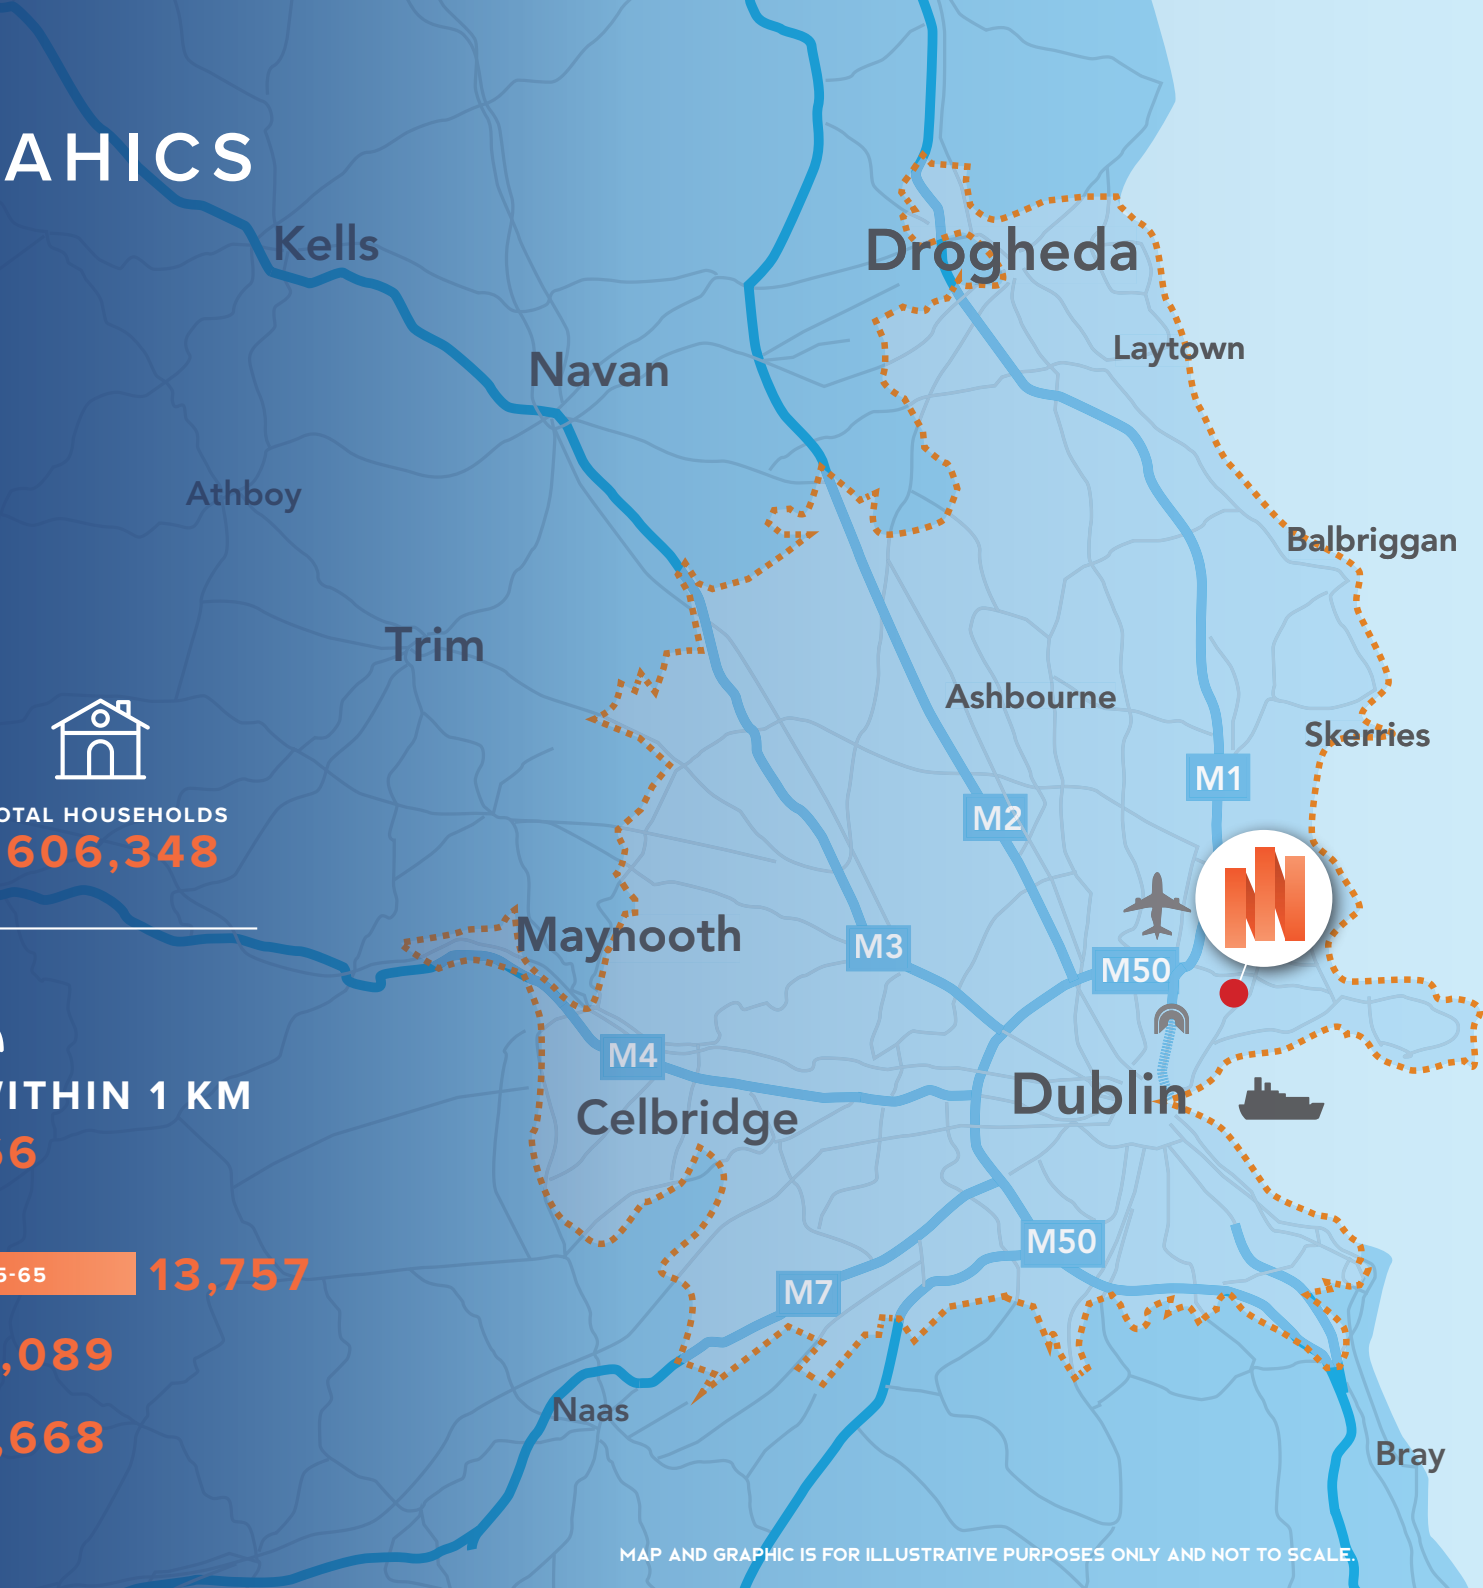 AHICS
Kells
Drogheda
Laytown
Navan
Athboy
Balbriggan
Trim
Ashbourne
Skerries
M1
M2
OTAL HOUSEHOLDS
606,348
Maynooth
M3
M50
WITHIN 1 KM
M4
Dublin
Celbridge
M50
5-65
13,757
M7
,089
Naas
,668
Bray
MAP AND GRAPHIC IS FOR ILLUSTRATIVE PURPOSES ONLY AND NOT TO SCALE.